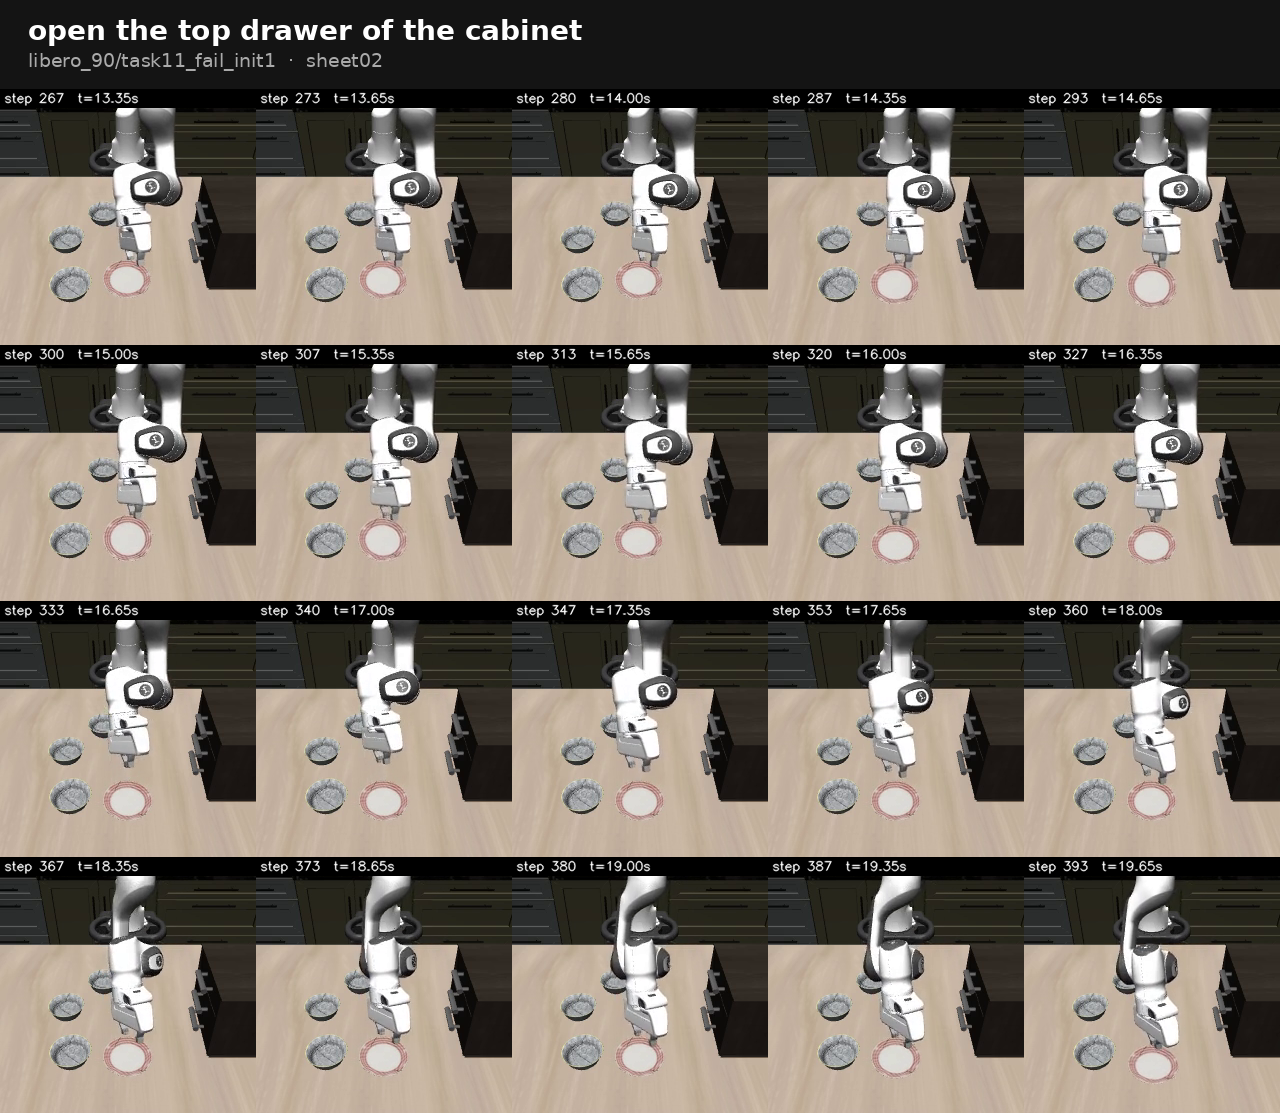 open the top drawer of the cabinet
libero_90/task11_fail_init1 · sheet02
step 267 t=13.35s
step 273 t=13.65s
step 280 t=14.00s
step 287 t=14.35s
step 293 t=14.65s
step 300 t=15.00s
step 307 t=15.35s
step 313 t=15.65s
step 320 t=16.00s
step 327 t=16.35s
step 333 t=16.65s
step 340 t=17.00s
step 347 t=17.35s
step 353 t=17.65s
step 360 t=18.00s
step 367 t=18.35s
step 373 t=18.65s
step 380 t=19.00s
step 387 t=19.35s
step 393 t=19.65s